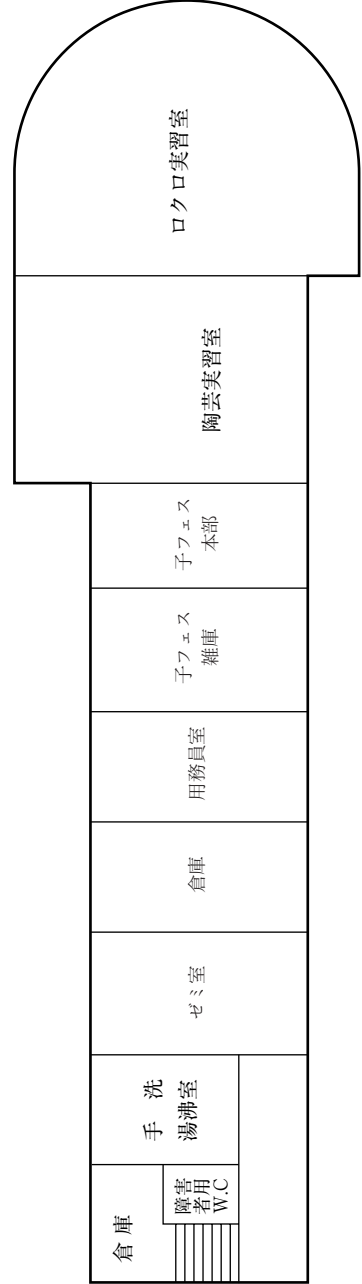 倉庫
障害
者用
W.C
手洗
湯沸室
ゼミ室
倉庫
用務員室
子フェス
雑庫
子フェス
本部
陶芸実習室
ロクロ実習室